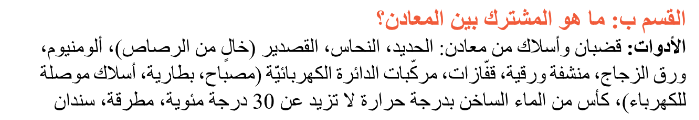 القسم ب: ما هو المشترك بين المعادن؟
الأدوات: قضبان وأسلاك من معادن: الحديد، النحاس، القصدير (خالٍ من الرصاص)، ألومنيوم،
ورق الزجاج، منشفة ورقية، قفّازات، مركّبات الدائرة الكهربائيّة (مصباح، بطارية، أسلاك موصلة
للكهرباء)، كأس من الماء الساخن بدرجة حرارة لا تزيد عن 30 درجة مئوية، مطرقة، سندان